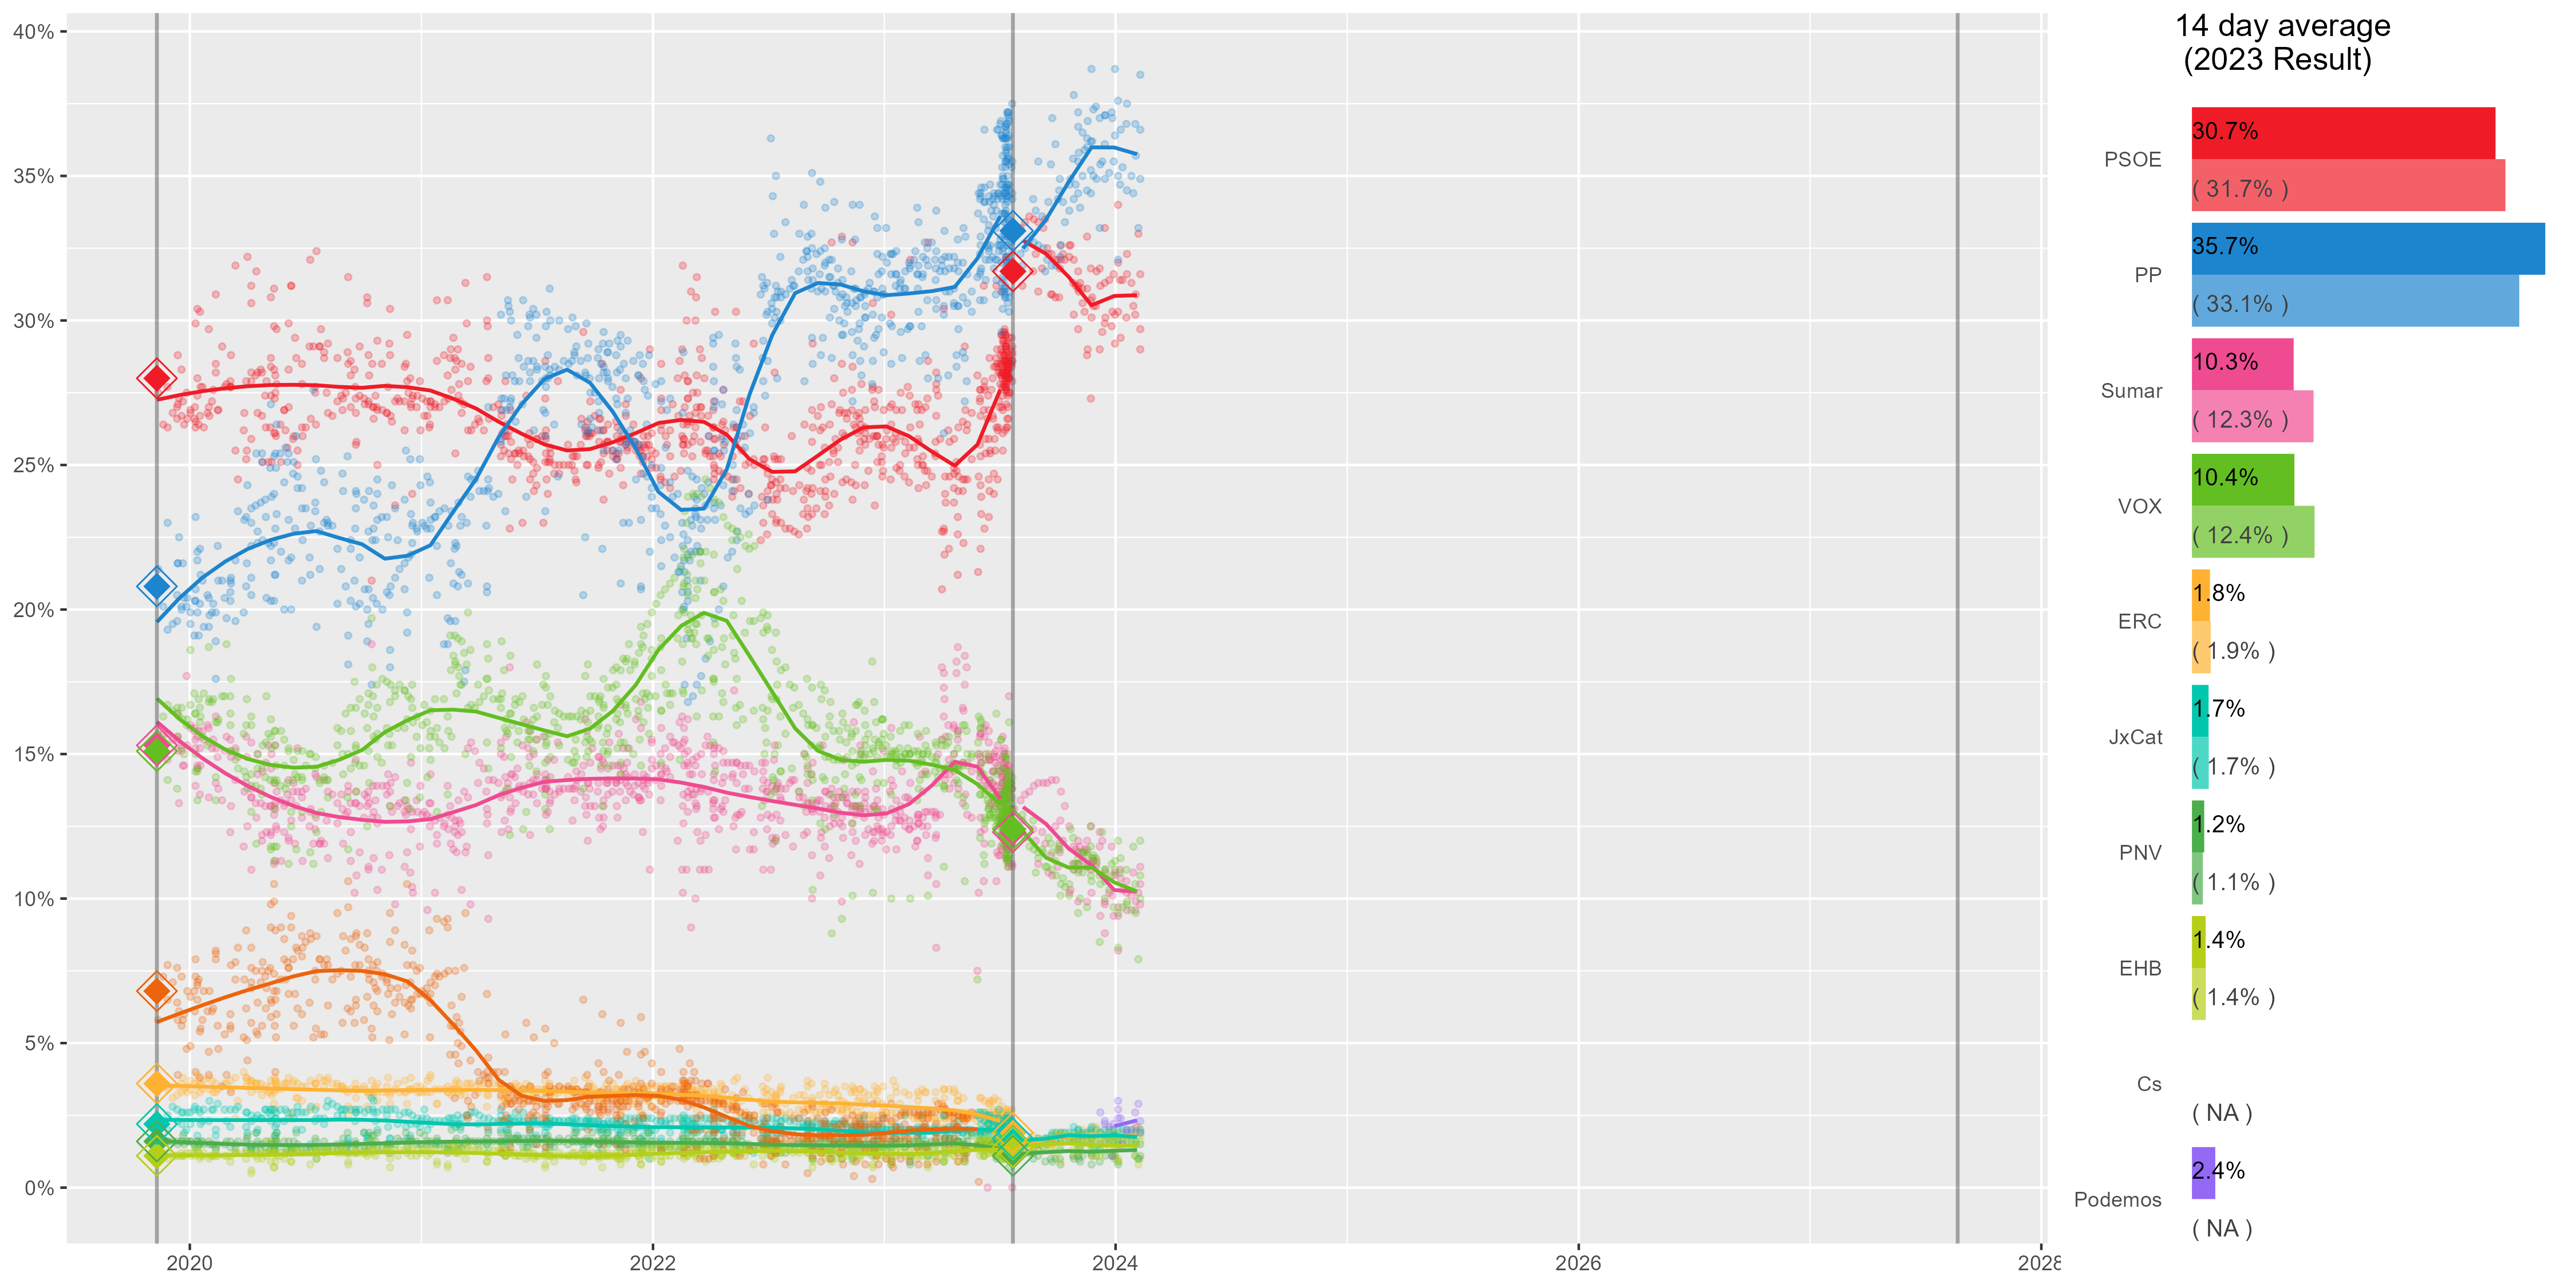 40%
35%
30%
25%
20%
15%
10%
5%
0%
2020
2022
2024
2026
2028
14 day average
(2023 Result)
PSOE
30.7%
( 31.7% )
PP
35.7%
( 33.1% )
Sumar
10.3%
( 12.3% )
VOX
10.4%
( 12.4% )
ERC
1.8%
( 1.9% )
JxCat
1.7%
( 1.7% )
PNV
1.2%
( 1.1% )
EHB
1.4%
( 1.4% )
Cs
( NA )
Podemos
2.4%
( NA )